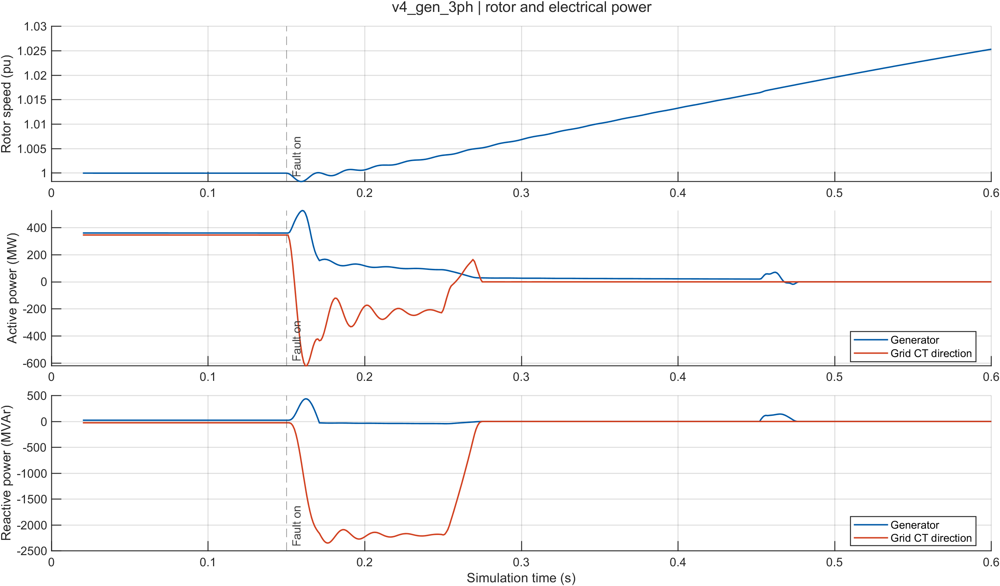 v4_gen_3ph | rotor and electrical power
Rotor speed (pu)
1.03
1.025
1.02
1.015
1.01
1.005
1
Fault on
0 0.1 0.2 0.3 0.4 0.5 0.6
Active power (MW)
400
200
0
-200
-400
-600
Fault on
Generator
Grid CT direction
0 0.1 0.2 0.3 0.4 0.5 0.6
Reactive power (MVAr)
500
0
-500
-1000
-1500
-2000
-2500
Fault on
Generator
Grid CT direction
0 0.1 0.2 0.3 0.4 0.5 0.6
Simulation time (s)